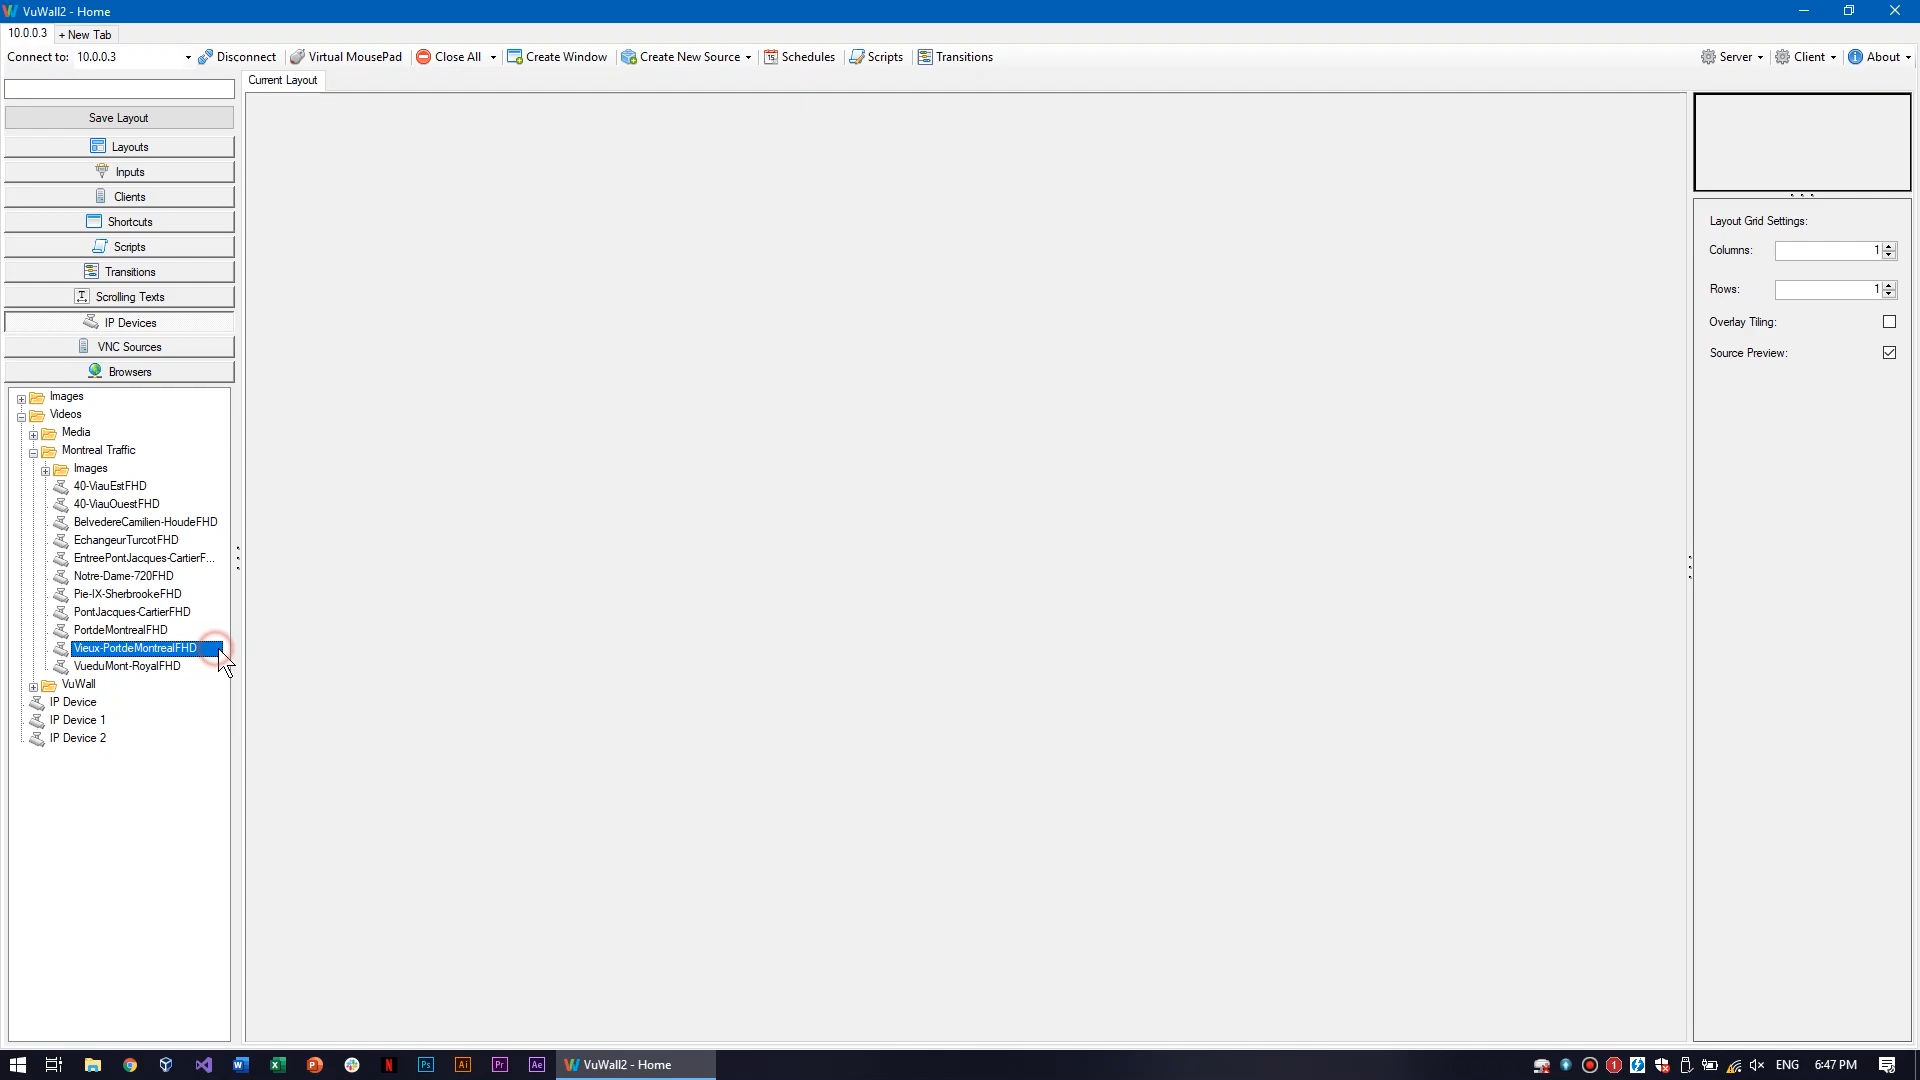 VuWall2 - Home
10.0.0.3
+ New Tab
Connect to: 10.0.0.3
Disconnect
Virtual MousePad
Close All
Create Window
Create New Source
15
Schedules
Scripts
Transitions
Server
Client
About
Current Layout
Save Layout
Layouts
Inputs
Clients
Shortcuts
Scripts
Transitions
Scrolling Texts
IP Devices
VNC Sources
Browsers
Images
Videos
Media
Montreal Traffic
Images
40-ViauEstFHD
40-ViauOuestFHD
BelvedereCamilien-HoudeFHD
EchangeurTurcotFHD
EntreePontJacques-CartierF...
Notre-Dame-720FHD
Pie-IX-SherbrookeFHD
PontJacques-CartierFHD
PortdeMontrealFHD
Vieux-PortdeMontrealFHD
VueduMont-RoyalFHD
VuWall
IP Device
IP Device 1
IP Device 2
Layout Grid Settings:
Columns: 1
Rows: 1
Overlay Tiling:
Source Preview:
Ps
Ai
Pr
Ae
VuWall2 - Home
ENG
6:47 PM